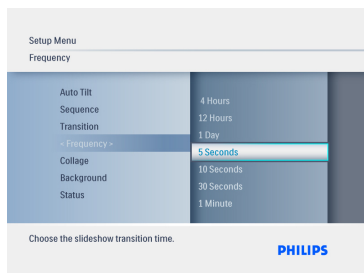 Setup Menu
Frequency
Auto Tilt
Sequence
Transition
« Frequency »
Collage
Background
Status
4 Hours
12 Hours
1 Day
5 Seconds
10 Seconds
30 Seconds
1 Minute
Choose the slideshow transition time.
PHILIPS